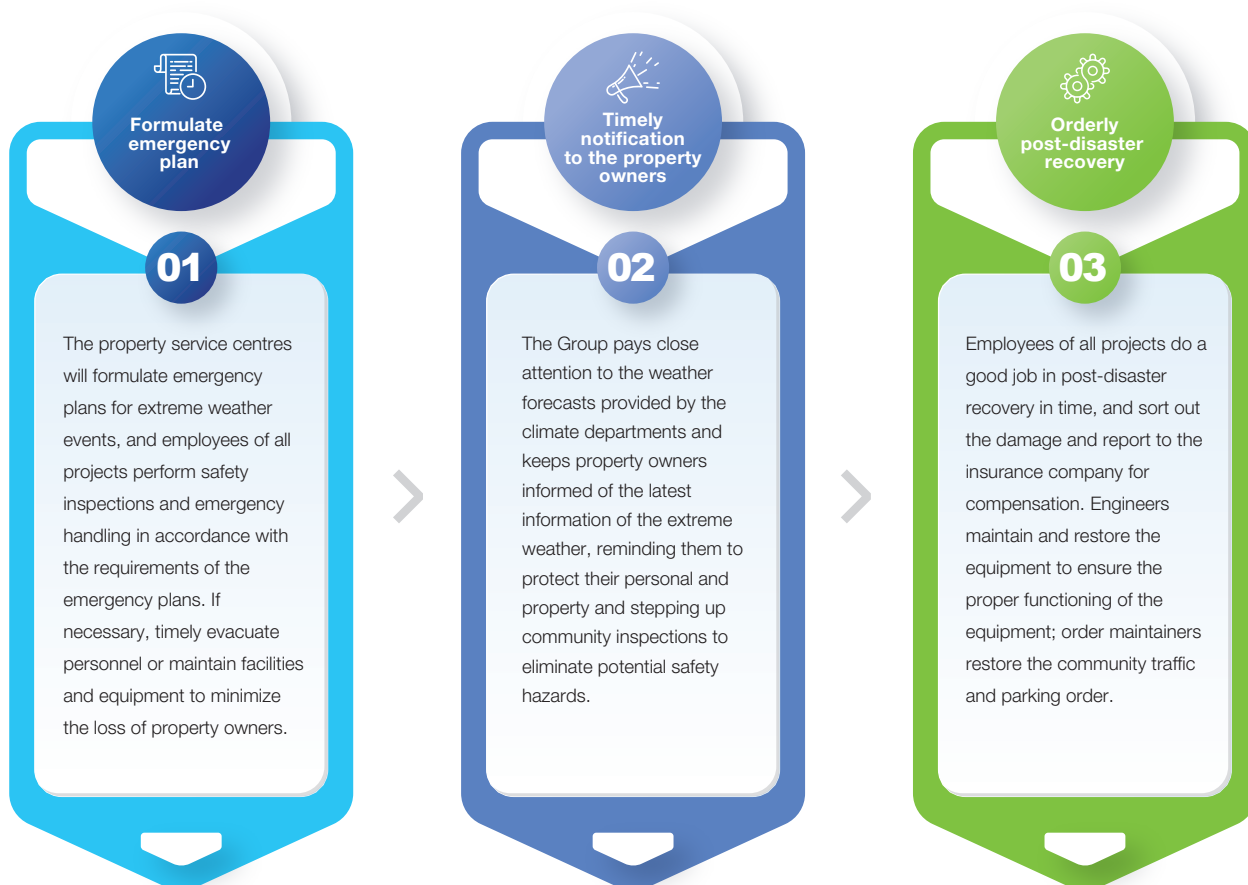 Formulate
emergency
plan
01
The property service centres
will formulate emergency
plans for extreme weather
events, and employees of all
projects perform safety
inspections and emergency
handling in accordance with
the requirements of the
emergency plans. If
necessary, timely evacuate
personnel or maintain facilities
and equipment to minimize
the loss of property owners.
Timely
notification
to the property
owners
02
The Group pays close
attention to the weather
forecasts provided by the
climate departments and
keeps property owners
informed of the latest
information of the extreme
weather, reminding them to
protect their personal and
property and stepping up
community inspections to
eliminate potential safety
hazards.
Orderly
post-disaster
recovery
03
Employees of all projects do a
good job in post-disaster
recovery in time, and sort out
the damage and report to the
insurance company for
compensation. Engineers
maintain and restore the
equipment to ensure the
proper functioning of the
equipment; order maintainers
restore the community traffic
and parking order.